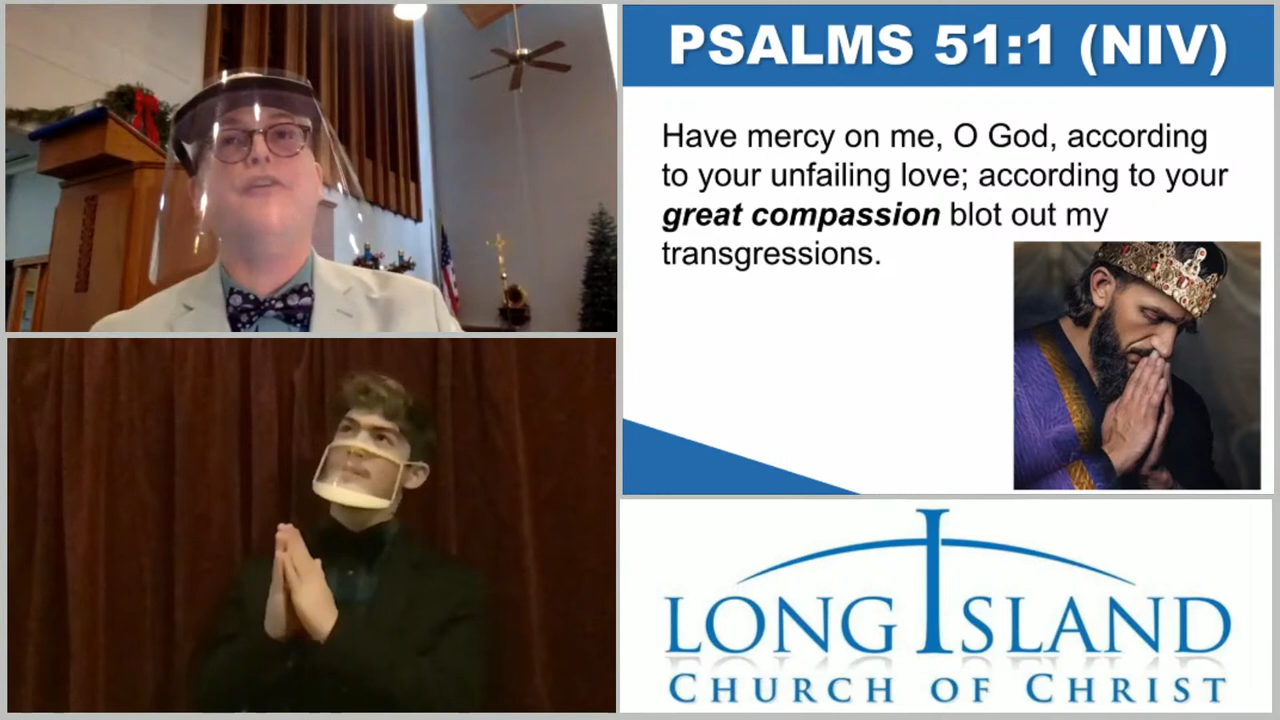 PSALMS 51:1 (NIV)
Have mercy on me, O God, according
to your unfailing love; according to your
great compassion blot out my
transgressions.
LONG ISLAND
CHURCH OF CHRIST